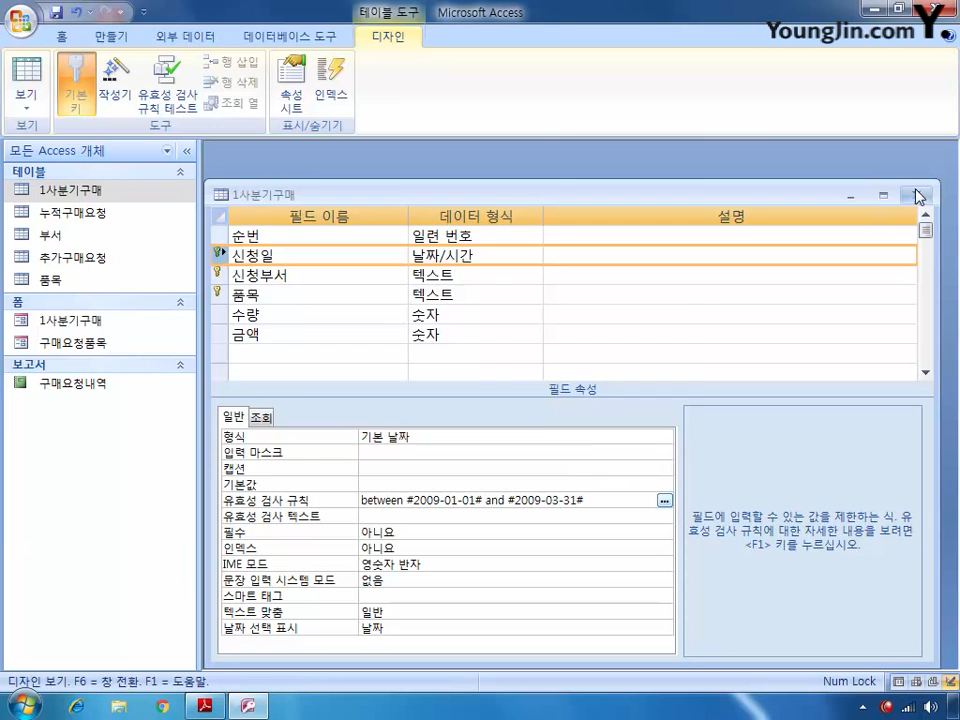 테이블 도구
Microsoft Access
YoungJin.com Y.
홈
만들기
외부 데이터
데이터베이스 도구
디자인
보기
기본 키
작성기
유효성 검사 규칙 테스트
행 삽입
행 삭제
조회 열
속성 시트
인덱스
보기
도구
표시/숨기기
모든 Access 개체
테이블
1사분기구매
누적구매요청
부서
추가구매요청
품목
폼
1사분기구매
구매요청품목
보고서
구매요청내역
1사분기구매
필드 이름 데이터 형식 설명
순번 일련 번호
신청일 날짜/시간
신청부서 텍스트
품목 텍스트
수량 숫자
금액 숫자
필드 속성
일반 조회
형식 기본 날짜
입력 마스크
캡션
기본값
유효성 검사 규칙 between #2009-01-01# and #2009-03-31#
유효성 검사 텍스트
필수 아니요
인덱스 아니요
IME 모드 영숫자 반자
문장 입력 시스템 모드 없음
스마트 태그
텍스트 맞춤 일반
날짜 선택 표시 날짜
필드에 입력할 수 있는 값을 제한하는 식. 유
효성 검사 규칙에 대한 자세한 내용을 보려면
<F1> 키를 누르십시오.
디자인 보기. F6 = 창 전환. F1 = 도움말.
Num Lock